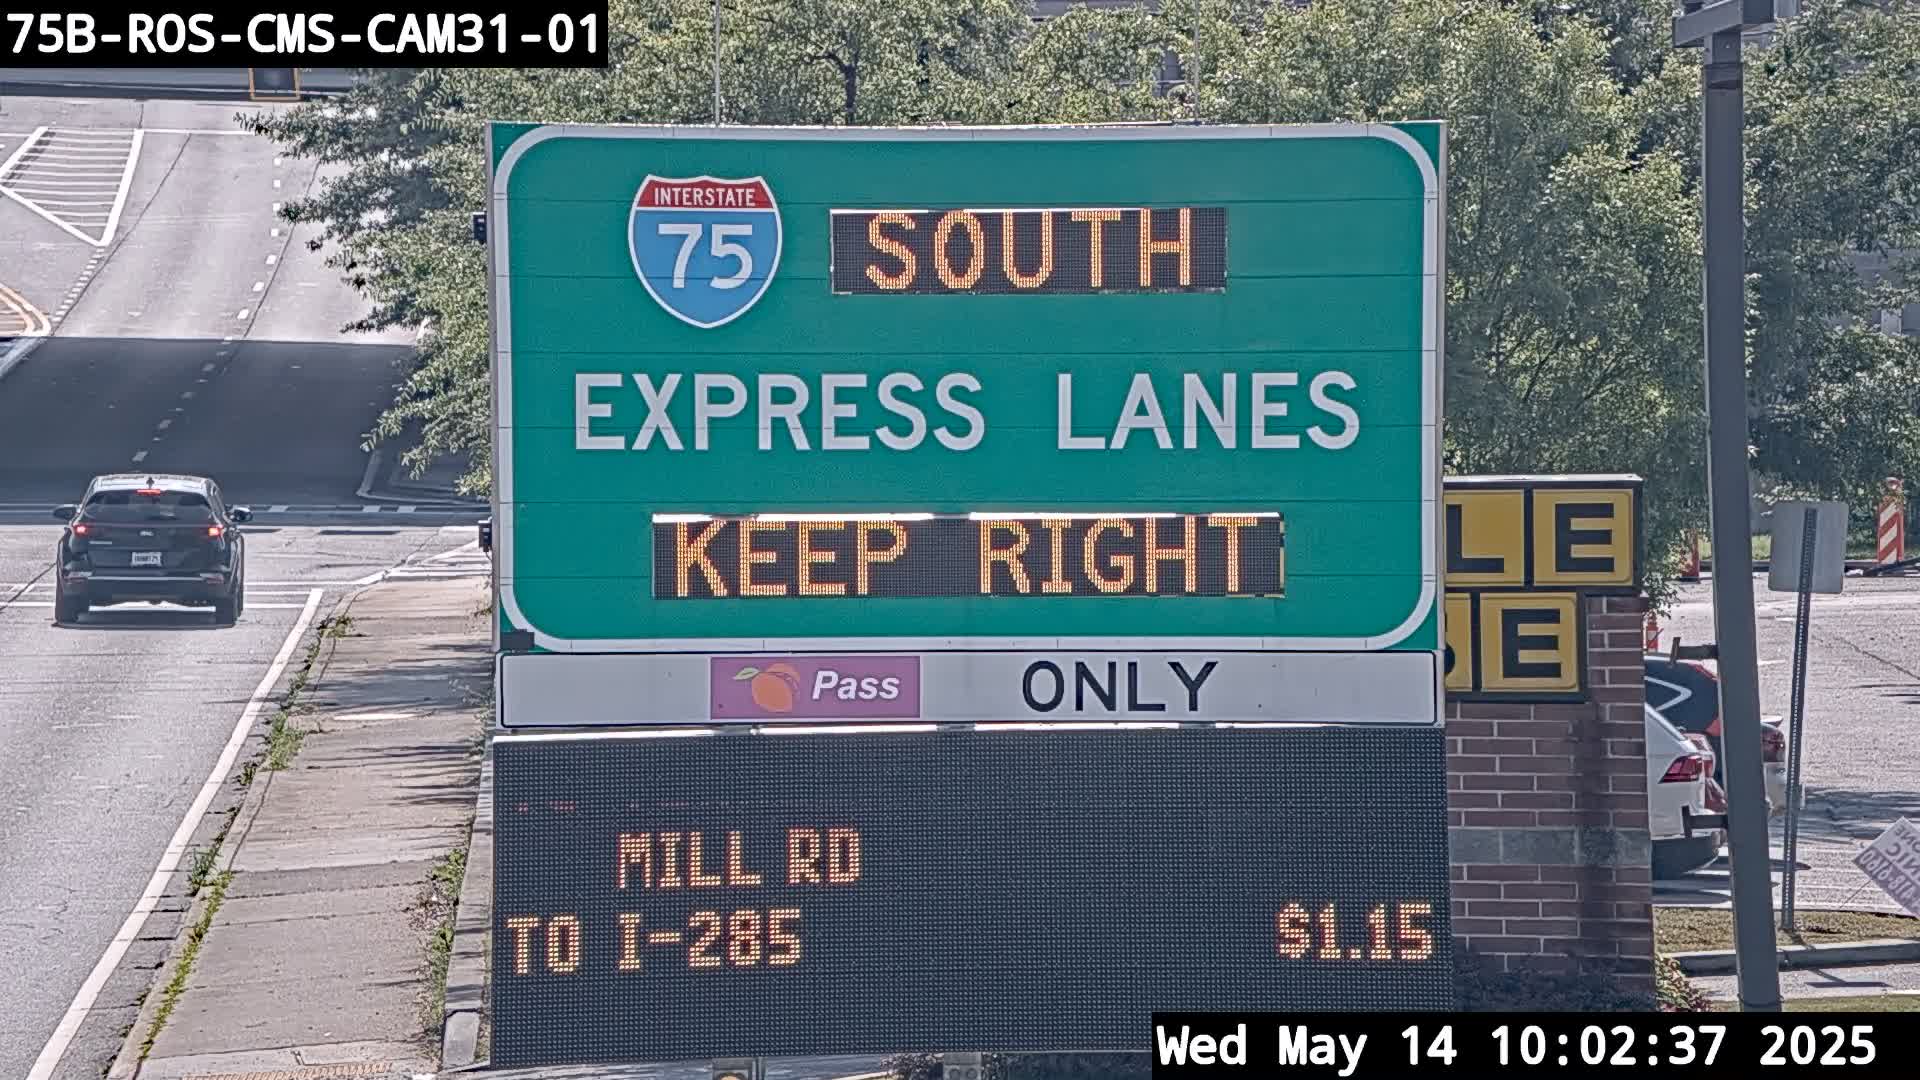 75B-ROS-CMS-CAM31-01
INTERSTATE
75
SOUTH
EXPRESS LANES
KEEP RIGHT
Pass ONLY
LE
E
MILL RD
TO I-285 $1.15
Wed May 14 10:02:37 2025